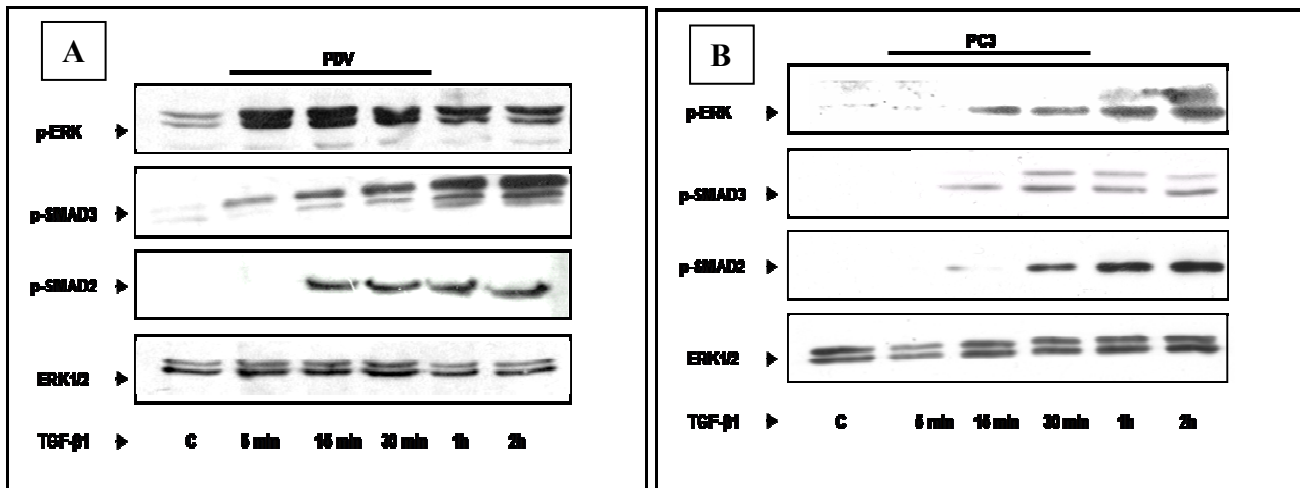 A
PDV
p-ERK
p-SMAD3
p-SMAD2
ERK1/2
TGF-β1 C 5 min 15 min 30 min 1h 2h
B
PC3
p-ERK
p-SMAD3
p-SMAD2
ERK1/2
TGF-β1 C 5 min 15 min 30 min 1h 2h